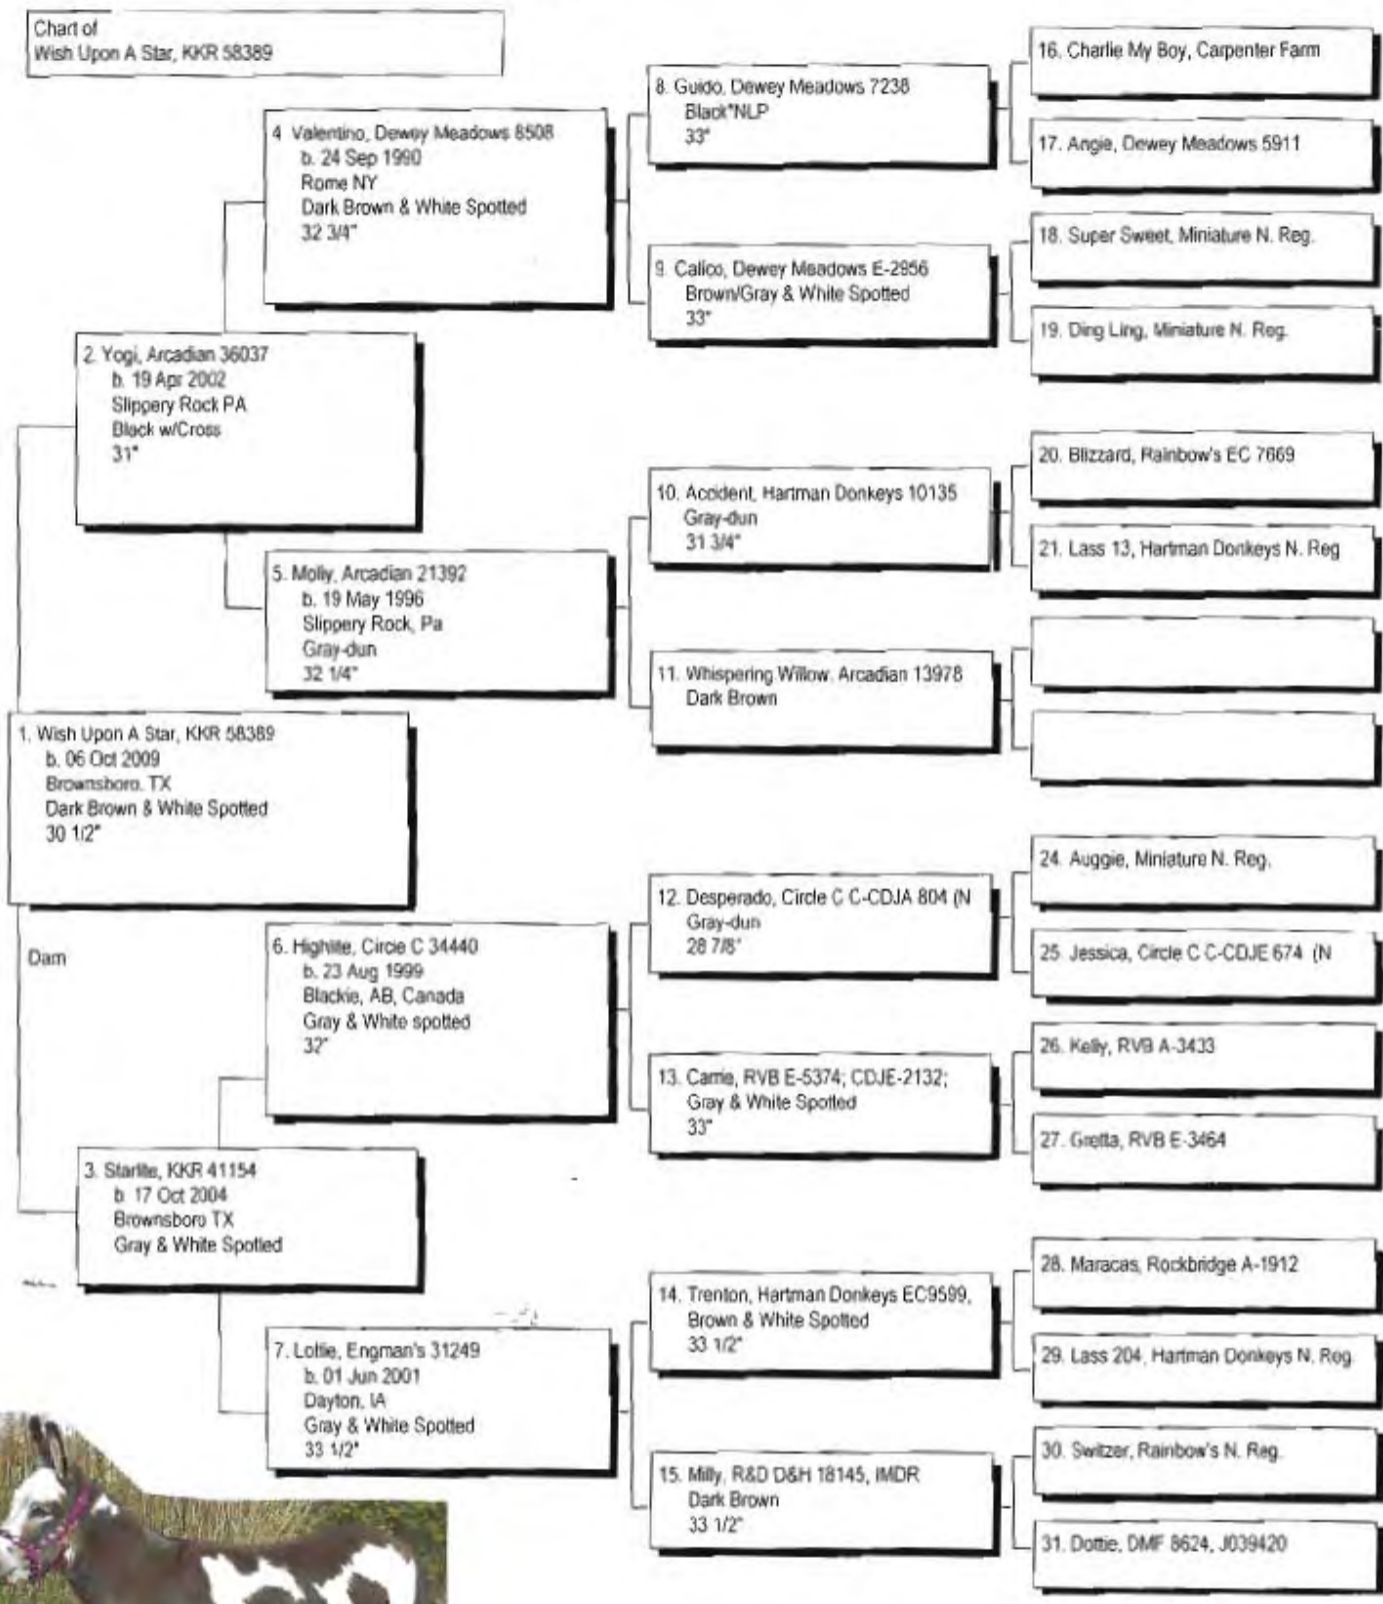 Chart of
Wish Upon A Star, KKR 58389
1. Wish Upon A Star, KKR 58389
b. 06 Oct 2009
Brownsboro, TX
Dark Brown & White Spotted
30 1/2"
Dam
2. Yogi, Arcadian 36037
b. 19 Apr 2002
Slippery Rock PA
Black w/Cross
31"
3. Starlite, KKR 41154
b 17 Oct 2004
Brownsboro TX
Gray & White Spotted
4 Valentino, Dewey Meadows 8508
b. 24 Sep 1990
Rome NY
Dark Brown & White Spotted
32 3/4"
5. Molly, Arcadian 21392
b. 19 May 1996
Slippery Rock, Pa
Gray-dun
32 1/4"
6. Highlite, Circle C 34440
b. 23 Aug 1999
Blackie, AB, Canada
Gray & White spotted
32"
7. Lottie, Engman's 31249
b. 01 Jun 2001
Dayton, IA
Gray & White Spotted
33 1/2"
8. Guido, Dewey Meadows 7238
Black*NLP
33"
9. Calico, Dewey Meadows E-2956
Brown/Gray & White Spotted
33"
10. Accident, Hartman Donkeys 10135
Gray-dun
31 3/4"
11. Whispering Willow, Arcadian 13978
Dark Brown
12. Desperado, Circle C C-CDJA 804 (N
Gray-dun
28 7/8"
13. Carrie, RVB E-5374; CDJE-2132;
Gray & White Spotted
33"
14. Trenton, Hartman Donkeys EC9599,
Brown & White Spotted
33 1/2"
15. Milly, R&D D&H 18145, IMDR
Dark Brown
33 1/2"
16. Charlie My Boy, Carpenter Farm
17. Angie, Dewey Meadows 5911
18. Super Sweet, Miniature N. Reg.
19. Ding Ling, Miniature N. Reg.
20. Blizzard, Rainbow's EC 7669
21. Lass 13, Hartman Donkeys N. Reg
24. Auggie, Miniature N. Reg.
25. Jessica, Circle C C-CDJE 674 (N
26. Kelly, RVB A-3433
27. Gretta, RVB E-3464
28. Maracas, Rockbridge A-1912
29. Lass 204, Hartman Donkeys N. Reg
30. Switzer, Rainbow's N. Reg.
31. Dottie, DMF 8624, J039420